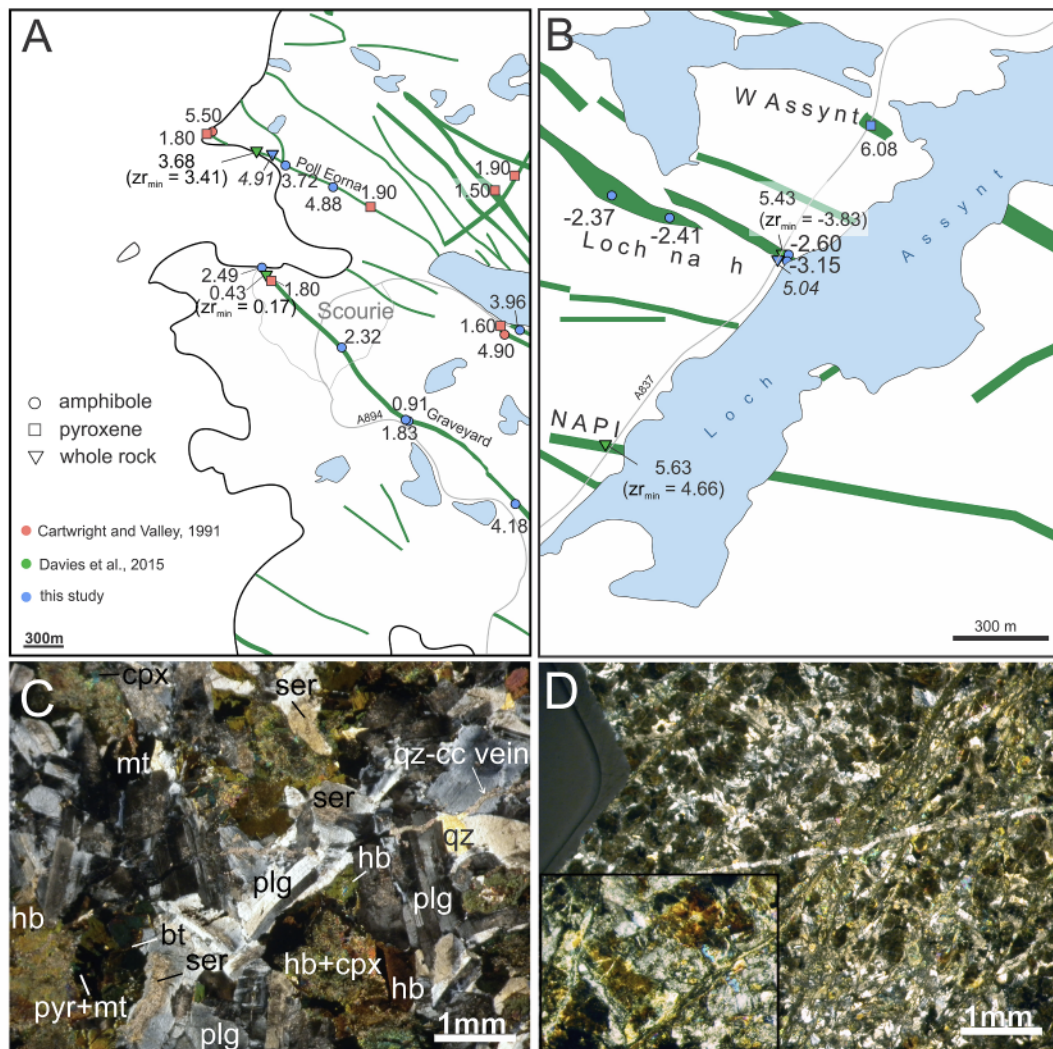 A
5.50
1.80
3.68
(zr_min = 3.41)
4.91
3.72
Poll Eorna
4.88
1.90
1.90
1.50
2.49
0.43
(zr_min = 0.17)
1.80
Scourie
2.32
3.96
1.60
4.90
amphibole
pyroxene
whole rock
A894
0.91
Graveyard
1.83
4.18
Cartwright and Valley, 1991
Davies et al., 2015
this study
300m
B
W Assynt
6.08
5.43
(zr_min = -3.83)
-2.37
-2.41
-2.60
Loch na h
-3.15
5.04
Loch Assynt
A837
NAPI
5.63
(zr_min = 4.66)
300 m
C
cpx
ser
mt
qz-cc vein
ser
qz
hb
plg
plg
hb
bt
ser
hb+cpx
hb
pyr+mt
plg
1mm
D
1mm